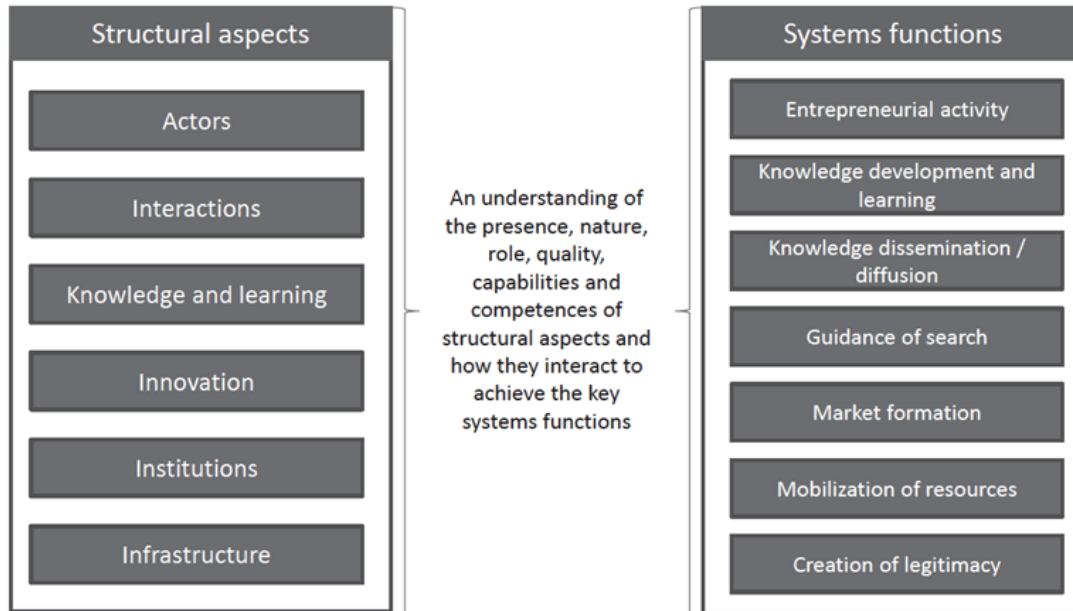 Structural aspects
Actors
Interactions
Knowledge and learning
Innovation
Institutions
Infrastructure
An understanding of
the presence, nature,
role, quality,
capabilities and
competences of
structural aspects and
how they interact to
achieve the key
systems functions
Systems functions
Entrepreneurial activity
Knowledge development and
learning
Knowledge dissemination /
diffusion
Guidance of search
Market formation
Mobilization of resources
Creation of legitimacy